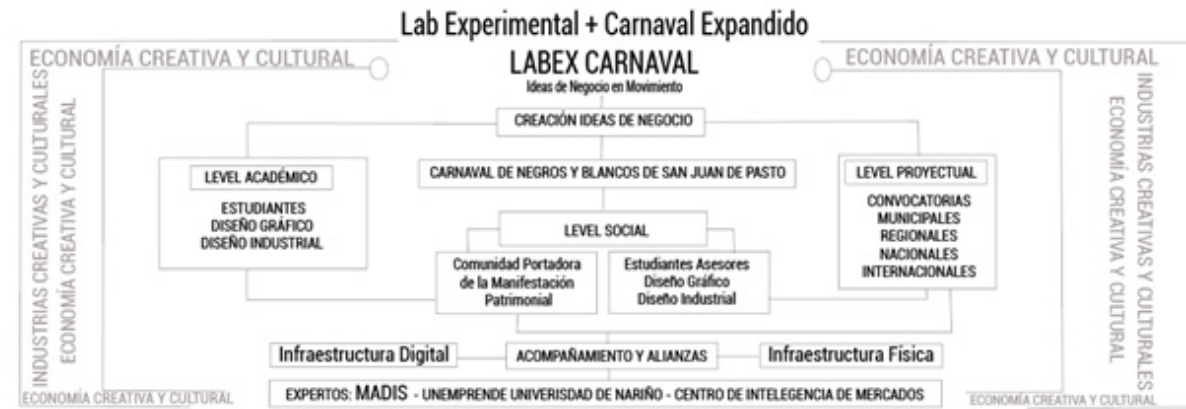 Lab Experimental + Carnaval Expandido
ECONOMÍA CREATIVA Y CULTURAL
LABEX CARNAVAL
ECONOMÍA CREATIVA Y CULTURAL
Ideas de Negocio en Movimiento
INDUSTRIAS CREATIVAS Y CULTURALES
ECONOMÍA CREATIVA Y CULTURAL
CREACIÓN IDEAS DE NEGOCIO
LEVEL ACADÉMICO
ESTUDIANTES
DISEÑO GRÁFICO
DISEÑO INDUSTRIAL
CARNAVAL DE NEGROS Y BLANCOS DE SAN JUAN DE PASTO
LEVEL PROYECTUAL
CONVOCATORIAS
MUNICIPALES
REGIONALES
NACIONALES
INTERNACIONALES
LEVEL SOCIAL
Comunidad Portadora
de la Manifestación
Patrimonial
Estudiantes Asesores
Diseño Gráfico
Diseño Industrial
INDUSTRIAS CREATIVAS Y CULTURALES
ECONOMÍA CREATIVA Y CULTURAL
Infraestructura Digital
ACOMPAÑAMIENTO Y ALIANZAS
Infraestructura Física
EXPERTOS: MADIS - UNEMPRENDE UNIVERISDAD DE NARIÑO - CENTRO DE INTELEGENCIA DE MERCADOS
ECONOMÍA CREATIVA Y CULTURAL
ECONOMÍA CREATIVA Y CULTURAL